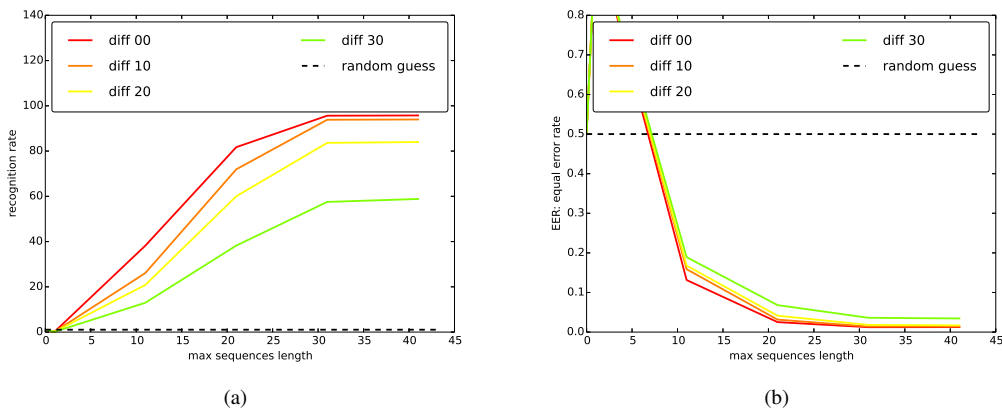 140
120
100
80
60
40
20
0
recognition rate
diff 00
diff 10
diff 20
diff 30
random guess
0 5 10 15 20 25 30 35 40 45
max sequences length
(a)
0.8
0.7
0.6
0.5
0.4
0.3
0.2
0.1
0.0
EER: equal error rate
diff 00
diff 10
diff 20
diff 30
random guess
0 5 10 15 20 25 30 35 40 45
max sequences length
(b)